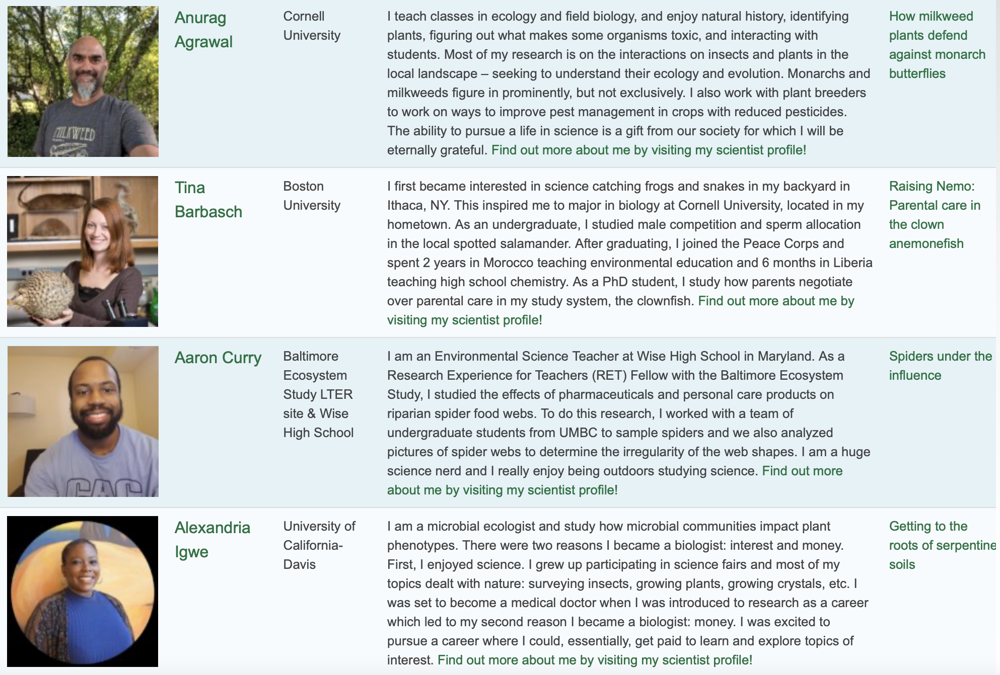 Anurag
Agrawal
Cornell
University
I teach classes in ecology and field biology, and enjoy natural history, identifying
plants, figuring out what makes some organisms toxic, and interacting with
students. Most of my research is on the interactions on insects and plants in the
local landscape – seeking to understand their ecology and evolution. Monarchs and
milkweeds figure in prominently, but not exclusively. I also work with plant breeders
to work on ways to improve pest management in crops with reduced pesticides.
The ability to pursue a life in science is a gift from our society for which I will be
eternally grateful. Find out more about me by visiting my scientist profile!
How milkweed
plants defend
against monarch
butterflies
MILKWEED
Tina
Barbasch
Boston
University
I first became interested in science catching frogs and snakes in my backyard in
Ithaca, NY. This inspired me to major in biology at Cornell University, located in my
hometown. As an undergraduate, I studied male competition and sperm allocation
in the local spotted salamander. After graduating, I joined the Peace Corps and
spent 2 years in Morocco teaching environmental education and 6 months in Liberia
teaching high school chemistry. As a PhD student, I study how parents negotiate
over parental care in my study system, the clownfish. Find out more about me by
visiting my scientist profile!
Raising Nemo:
Parental care in
the clown
anemonefish
Aaron Curry
Baltimore
Ecosystem
Study LTER
site & Wise
High School
I am an Environmental Science Teacher at Wise High School in Maryland. As a
Research Experience for Teachers (RET) Fellow with the Baltimore Ecosystem
Study, I studied the effects of pharmaceuticals and personal care products on
riparian spider food webs. To do this research, I worked with a team of
undergraduate students from UMBC to sample spiders and we also analyzed
pictures of spider webs to determine the irregularity of the web shapes. I am a huge
science nerd and I really enjoy being outdoors studying science. Find out more
about me by visiting my scientist profile!
Spiders under the
influence
Alexandria
Igwe
University of
California-
Davis
I am a microbial ecologist and study how microbial communities impact plant
phenotypes. There were two reasons I became a biologist: interest and money.
First, I enjoyed science. I grew up participating in science fairs and most of my
topics dealt with nature: surveying insects, growing plants, growing crystals, etc. I
was set to become a medical doctor when I was introduced to research as a career
which led to my second reason I became a biologist: money. I was excited to
pursue a career where I could, essentially, get paid to learn and explore topics of
interest. Find out more about me by visiting my scientist profile!
Getting to the
roots of serpentine
soils